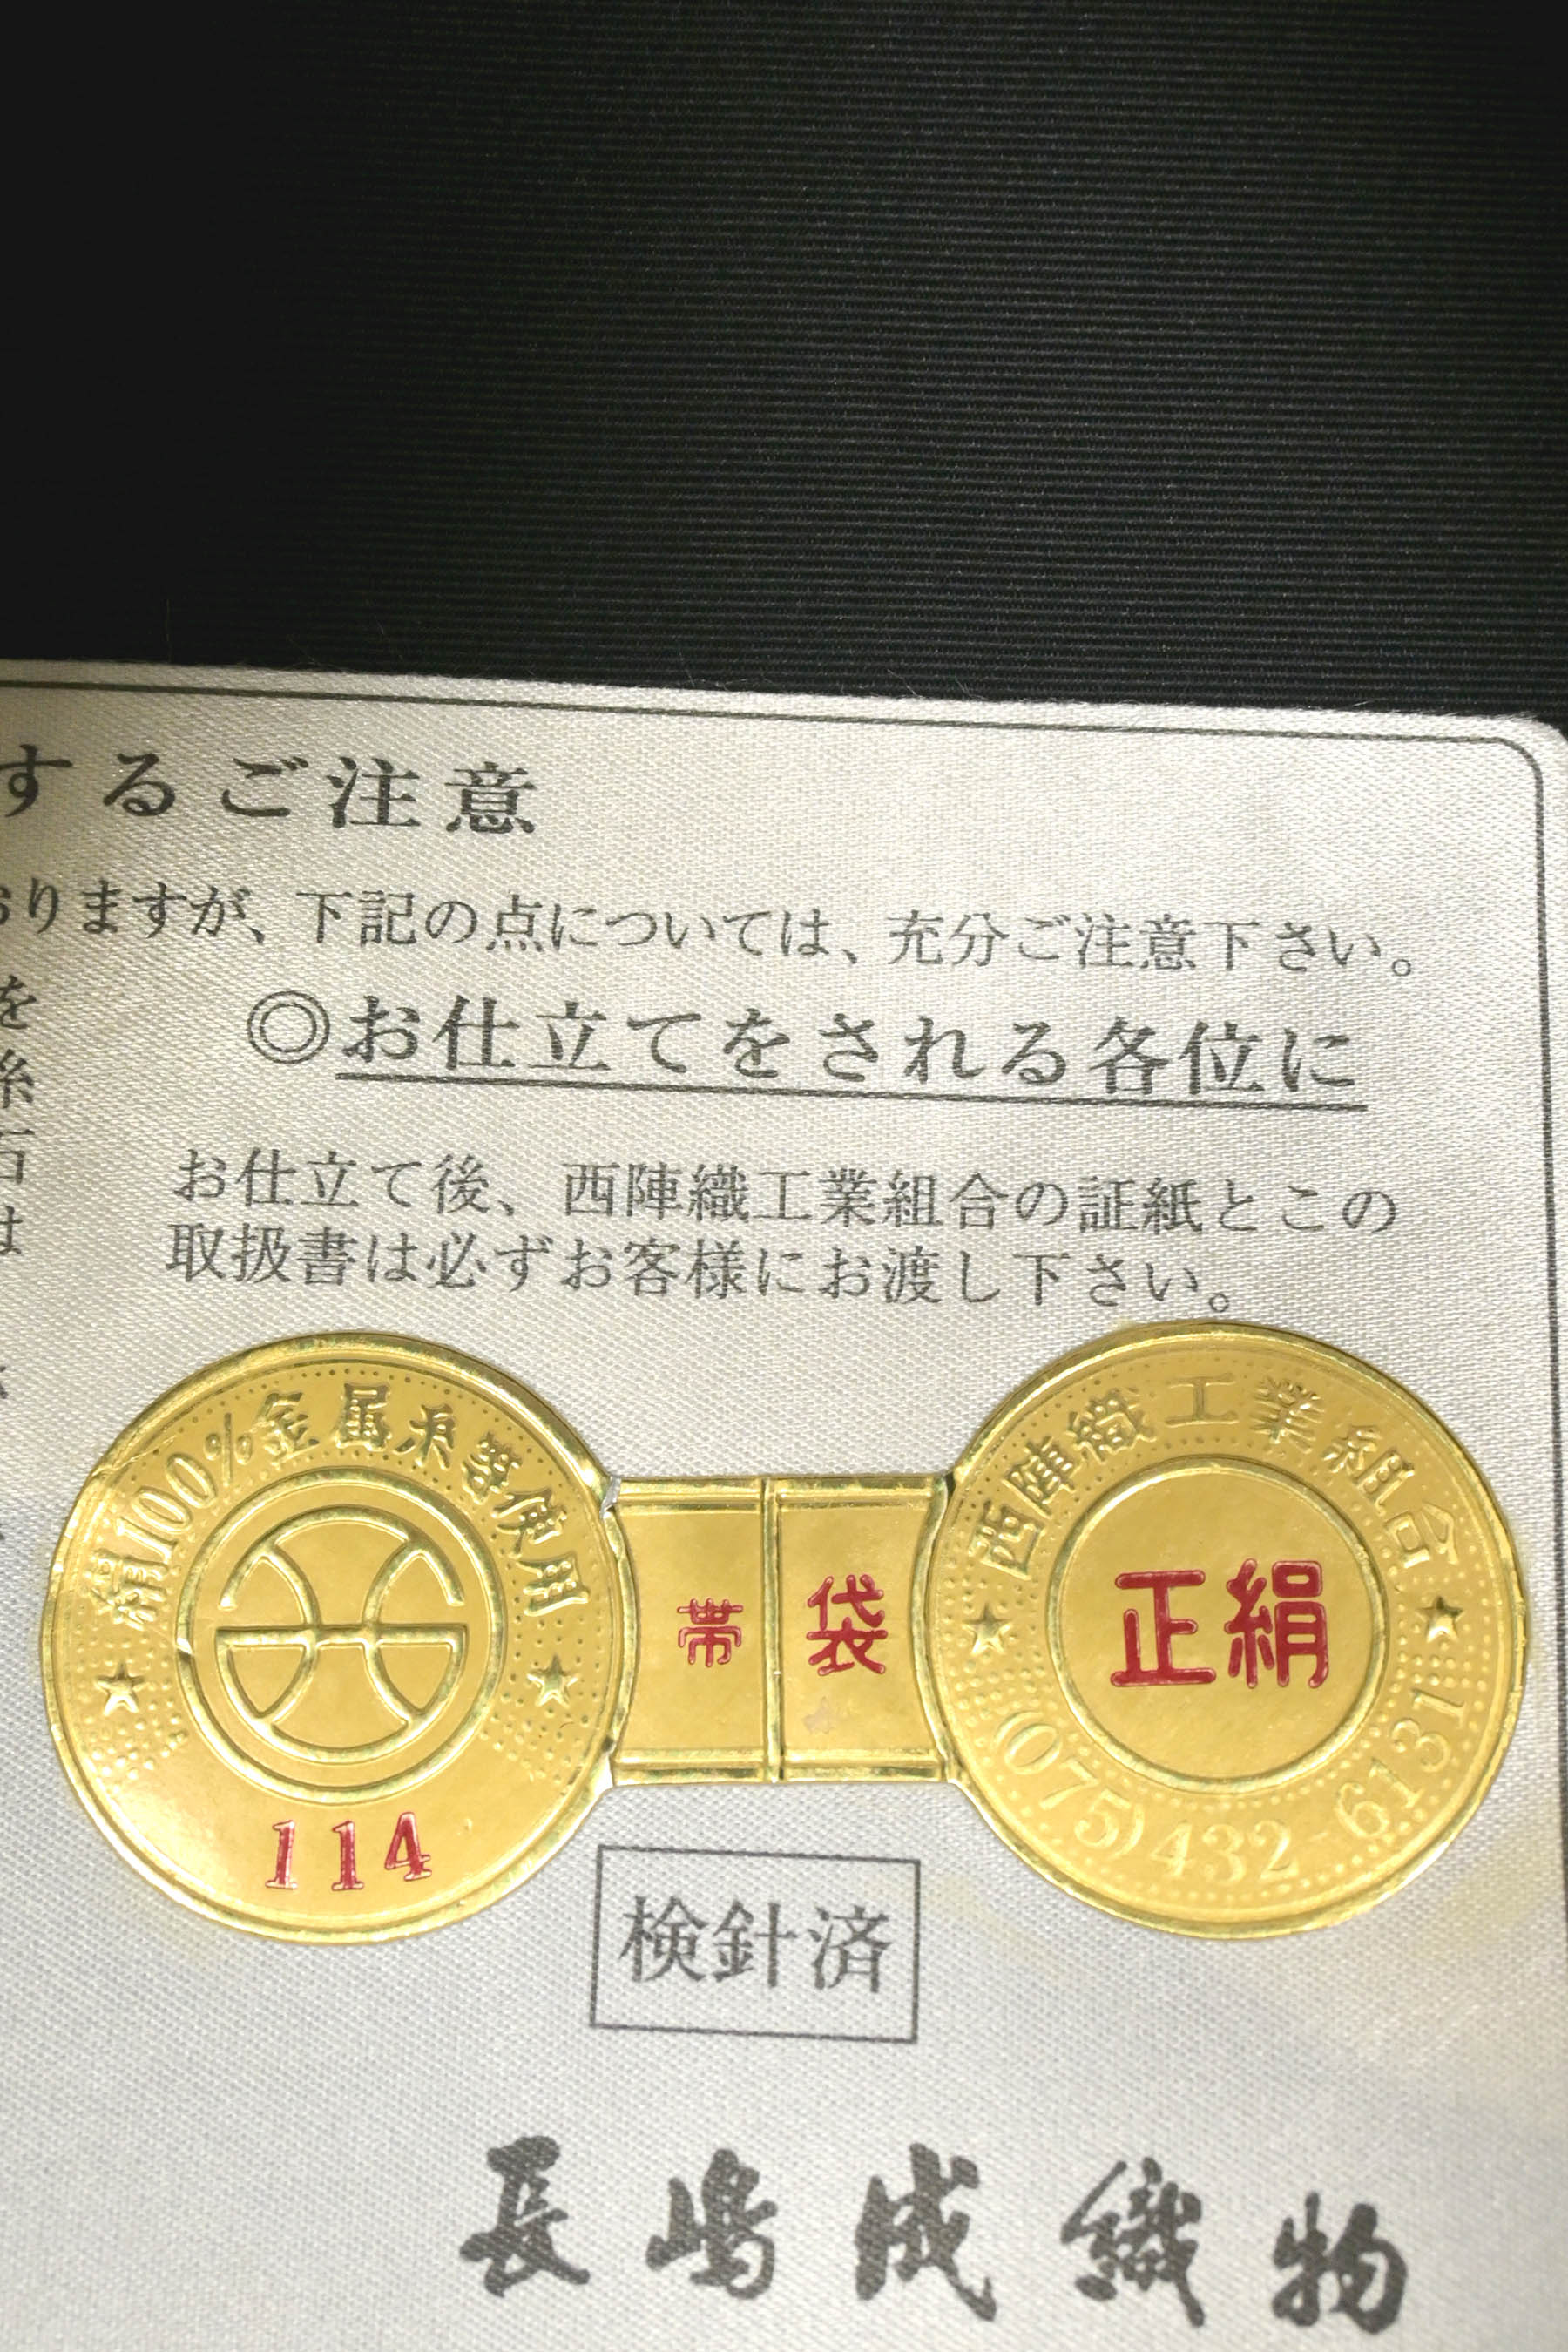 するご注意
おりますが、下記の点については、充分ご注意下さい。
を
糸
石
は
◎お仕立てをされる各位に
お仕立て後、西陣織工業組合の証紙とこの
取扱書は必ずお客様にお渡し下さい。
絹100%金属糸等使用
114
帯 袋
西陣織工業組合
正絹
(075)432-6131
検針済
長嶋成織物